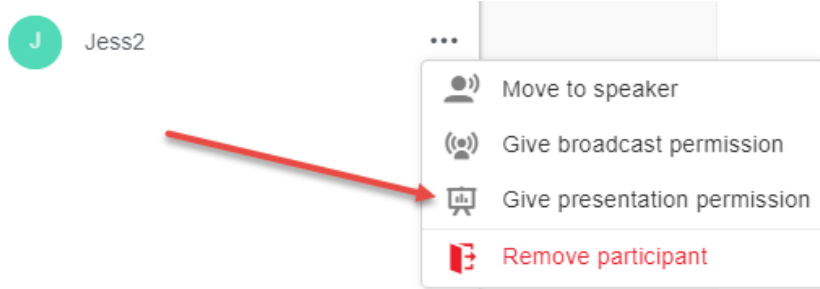 J
Jess2
Move to speaker
Give broadcast permission
Give presentation permission
Remove participant